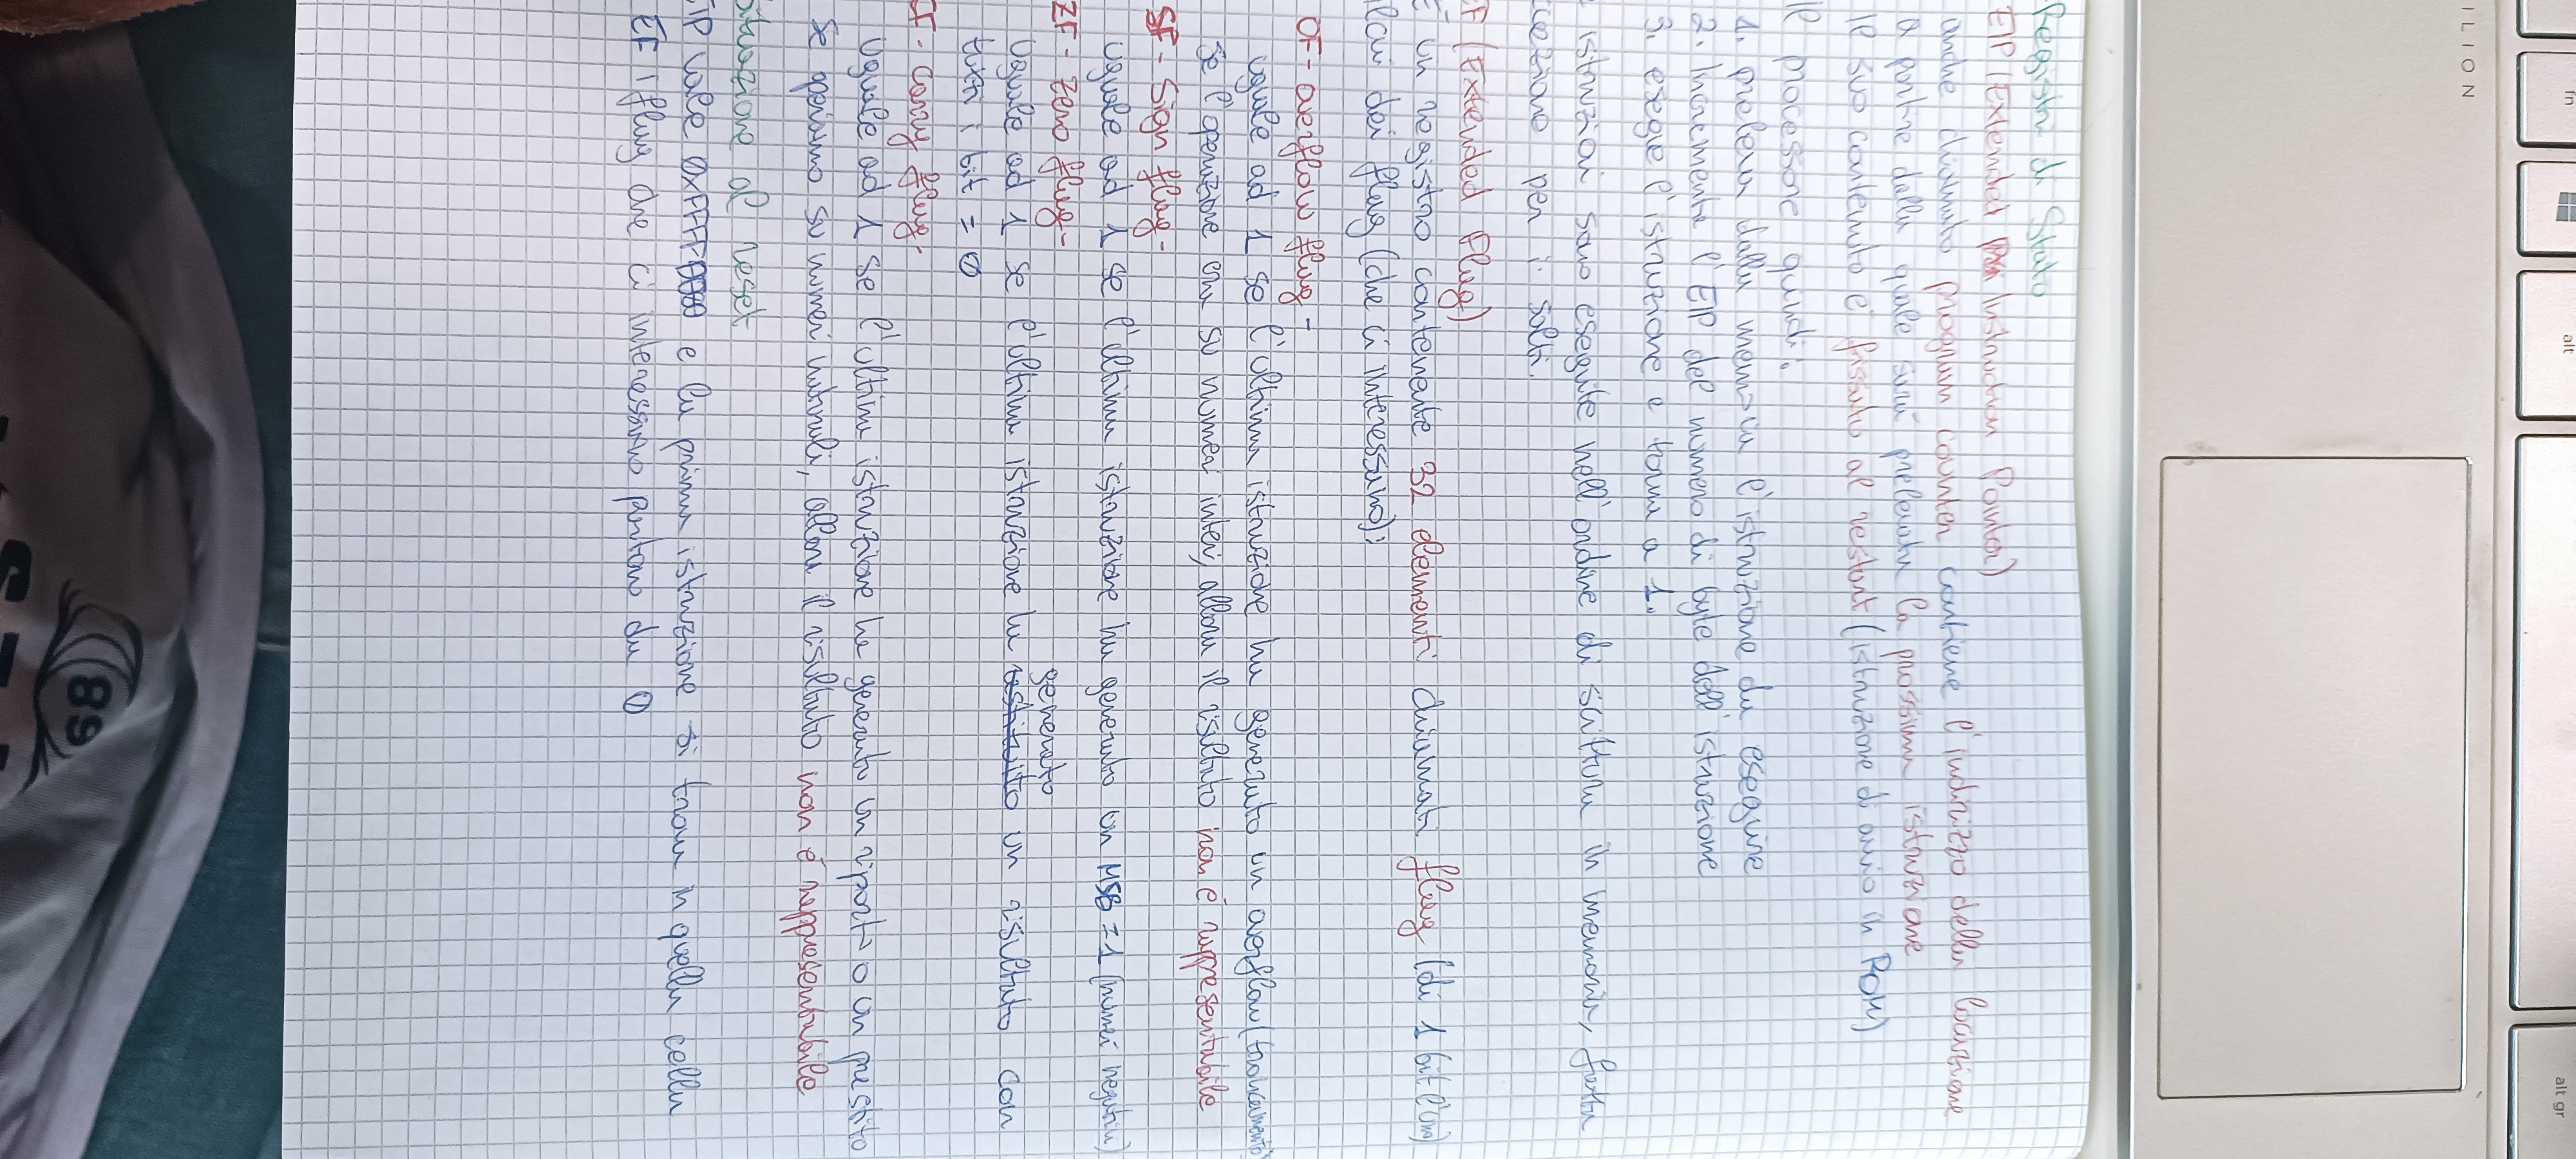 Registri di Stato
EIP (Extended Instruction Pointer)
anche chiamato program counter contiene l'indirizzo della locazione
a partire dalla quale sarà prelevata la prossima istruzione
Il suo contenuto è fissato al restart (istruzione di avvio in ROM)
Il processore quindi:
1. preleva dalla memoria l'istruzione da eseguire
2. Incrementa l'EIP del numero di byte dell'istruzione
3. esegue l'istruzione e torna a 1.
istruzioni sono eseguite nell'ordine di scrittura in memoria, fatta
eccezione per i salti.
EF (Extended Flag)
È un registro contenente 32 elementi chiamati flag (di 1 bit l'uno)
alcuni dei flag (che ci interessano):
OF - overflow flag -
uguale ad 1 se l'ultima istruzione ha generato un overflow (troncamento)
se l'operazione era su numeri interi, allora il risultato non è rappresentabile
SF - Sign flag -
uguale ad 1 se l'ultima istruzione ha generato un MSB = 1 (numeri negativi)
ZF - zero flag -
uguale ad 1 se l'ultima istruzione ha restituito generato un risultato con
tutti i bit = 0
CF - carry flag -
uguale ad 1 se l'ultima istruzione ha generato un riporto o un prestito
se operiamo su numeri naturali, allora il risultato non è rappresentabile
Situazione al reset
EIP vale e la prima istruzione si trova in quella cella
EF i flag che ci interessano partono da 0
ILION
fn
alt
alt gr
89